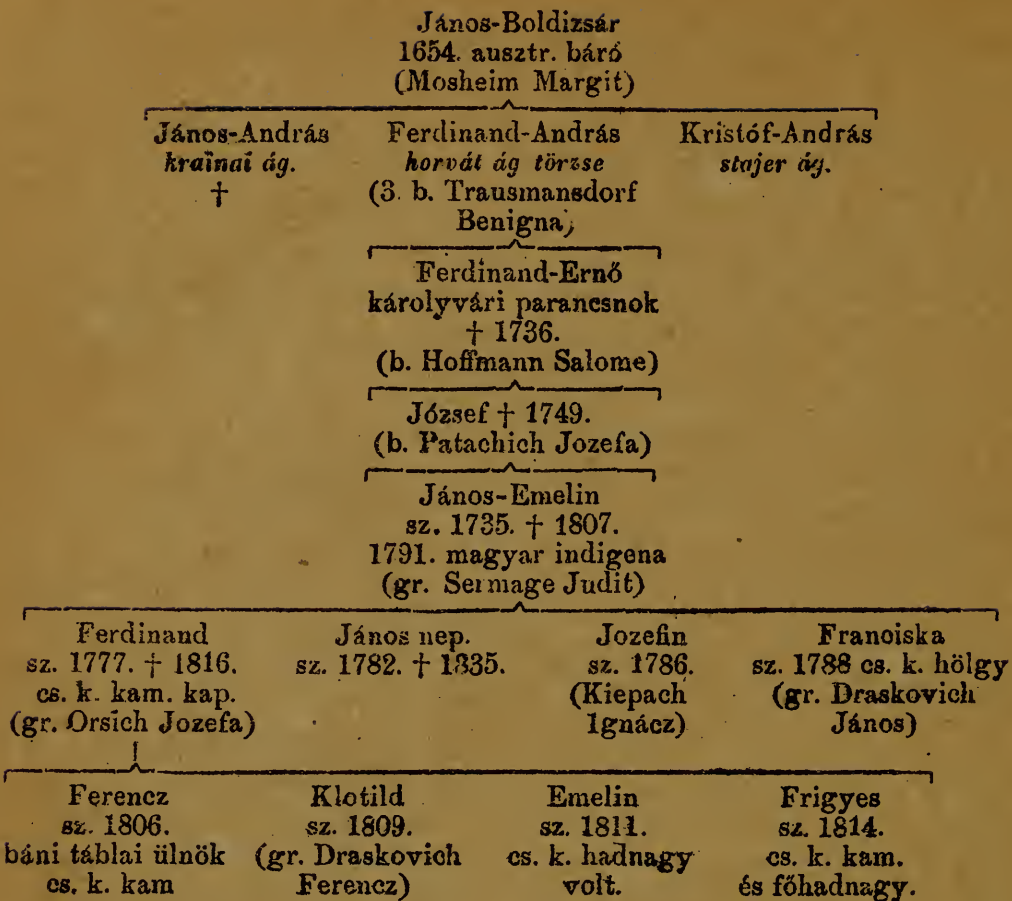 János-Boldizsár
1654. ausztr. báró
(Mosheim Margit)
János-András Ferdinand-András Kristóf-András
krainai ág. horvát ág törzse stajer ág.
† (3. b. Trausmansdorf
Benigna)
Ferdinand-Ernő
károlyvári parancsnok
† 1736.
(b. Hoffmann Salome)
József † 1749.
(b. Patachich Jozefa)
János-Emelin
sz. 1735. † 1807.
1791. magyar indigena
(gr. Sermage Judit)
Ferdinand János nep. Jozefin Franciska
sz. 1777. † 1816. sz. 1782. † 1835. sz. 1786. sz. 1788 cs. k. hölgy
cs. k. kam. kap. (Kiepach (gr. Draskovich
(gr. Orsich Jozefa) Ignácz) János)
Ferencz Klotild Emelin Frigyes
sz. 1806. sz. 1809. sz. 1811. sz. 1814.
báni táblai ülnök (gr. Draskovich cs. k. hadnagy cs. k. kam.
cs. k. kam Ferencz) volt. és főhadnagy.